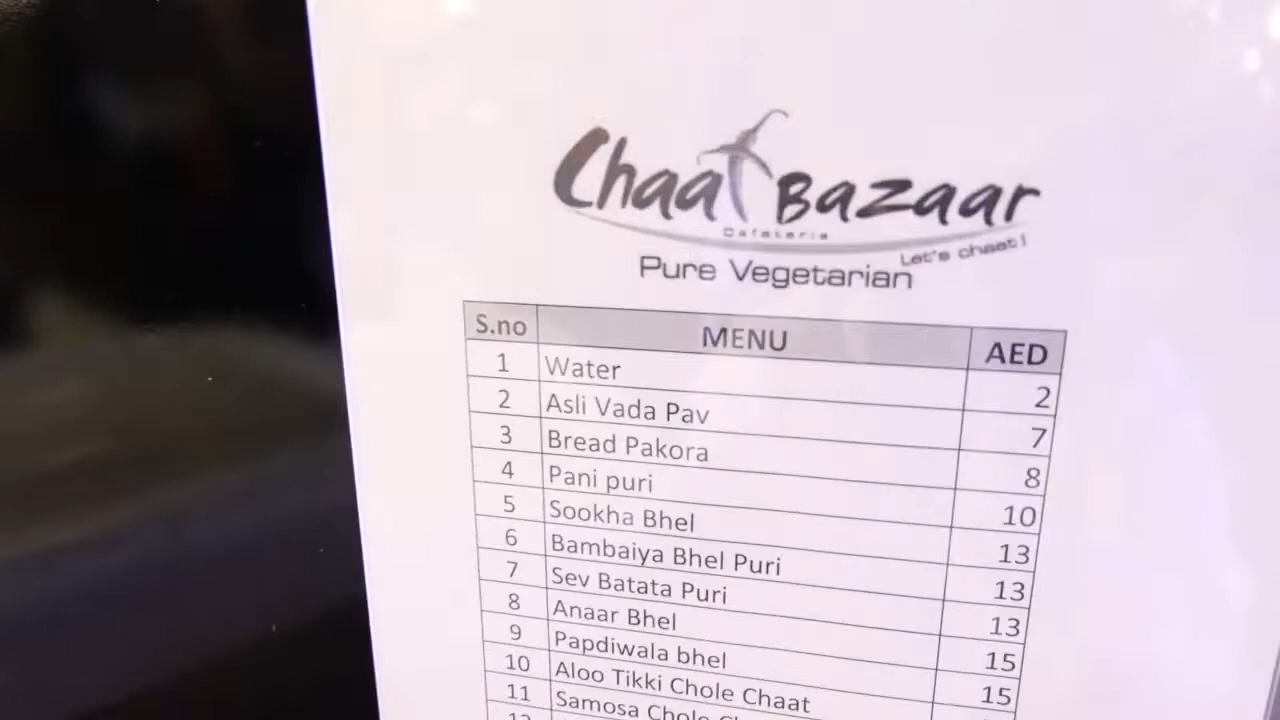 Chaat Bazaar
Cafeteria
Let's chaat!
Pure Vegetarian
S.no MENU AED
1 Water 2
2 Asli Vada Pav 7
3 Bread Pakora 8
4 Pani puri 10
5 Sookha Bhel 13
6 Bambaiya Bhel Puri 13
7 Sev Batata Puri 13
8 Anaar Bhel 15
9 Papdiwala bhel 15
10 Aloo Tikki Chole Chaat
11 Samosa Chole